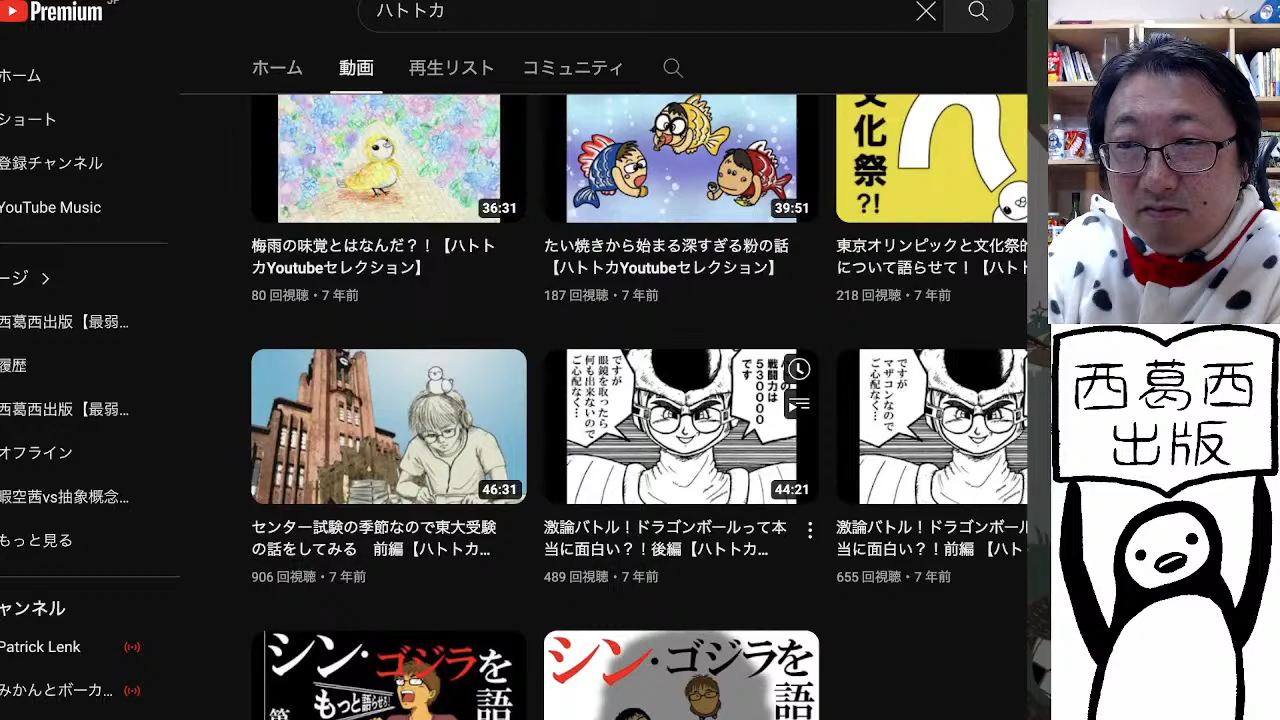 Premium
JP
ハトトカ
ホーム
ショート
登録チャンネル
YouTube Music
ージ
西葛西出版【最弱…
履歴
西葛西出版【最弱…
オフライン
暇空茜vs抽象概念…
もっと見る
ャンネル
Patrick Lenk
みかんとボーカ…
ホーム
動画
再生リスト
コミュニティ
36:31
梅雨の味覚とはなんだ？！【ハトト
カYoutubeセレクション】
80 回視聴・7 年前
39:51
たい焼きから始まる深すぎる粉の話
【ハトトカYoutubeセレクション】
187 回視聴・7 年前
文化祭?!
東京オリンピックと文化祭的
について語らせて！【ハト
218 回視聴・7 年前
46:31
センター試験の季節なので東大受験
の話をしてみる　前編【ハトトカ…
906 回視聴・7 年前
戦闘力は
530000
です
ですが
眼鏡を取ったら
何も出来ないので
ご心配なく…
44:21
激論バトル！ドラゴンボールって本
当に面白い？！後編【ハトトカ…
489 回視聴・7 年前
ですが
マザコンなので
ご心配なく…
激論バトル！ドラゴンボール
当に面白い？！前編 【ハト
655 回視聴・7 年前
シン・ゴジラを
語
もっと語らせろ!
第
シン・ゴジラを
語
西葛西
出版